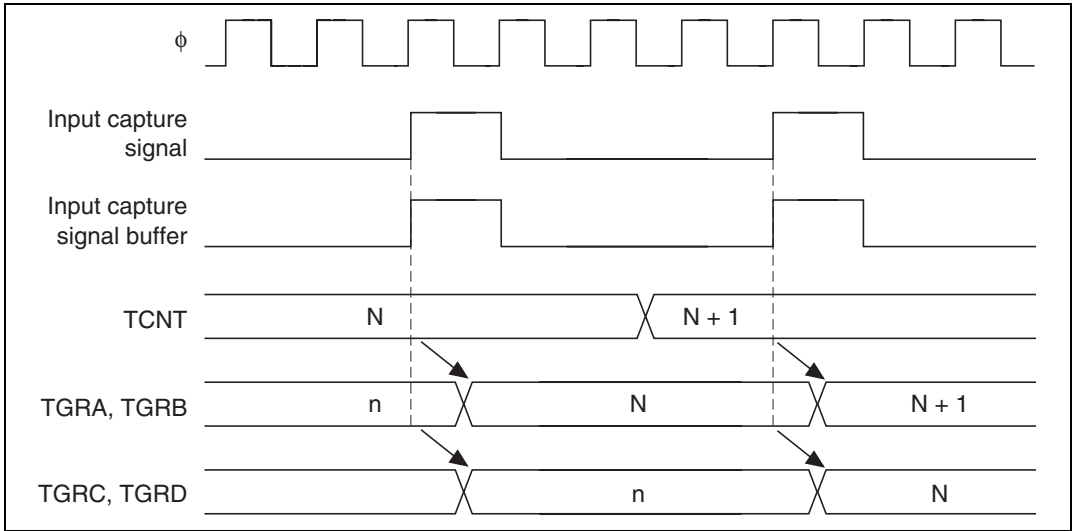 ϕ
Input capture
signal
Input capture
signal buffer
TCNT N N + 1
TGRA, TGRB n N N + 1
TGRC, TGRD n N